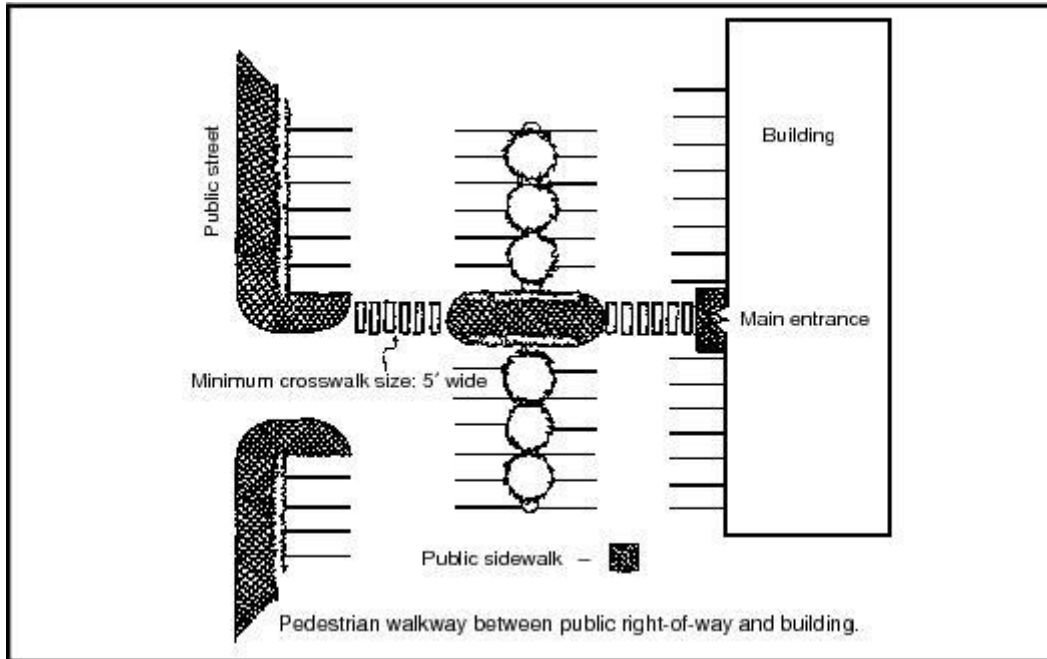 Public street
Building
Main entrance
Minimum crosswalk size: 5' wide
Public sidewalk –
Pedestrian walkway between public right-of-way and building.